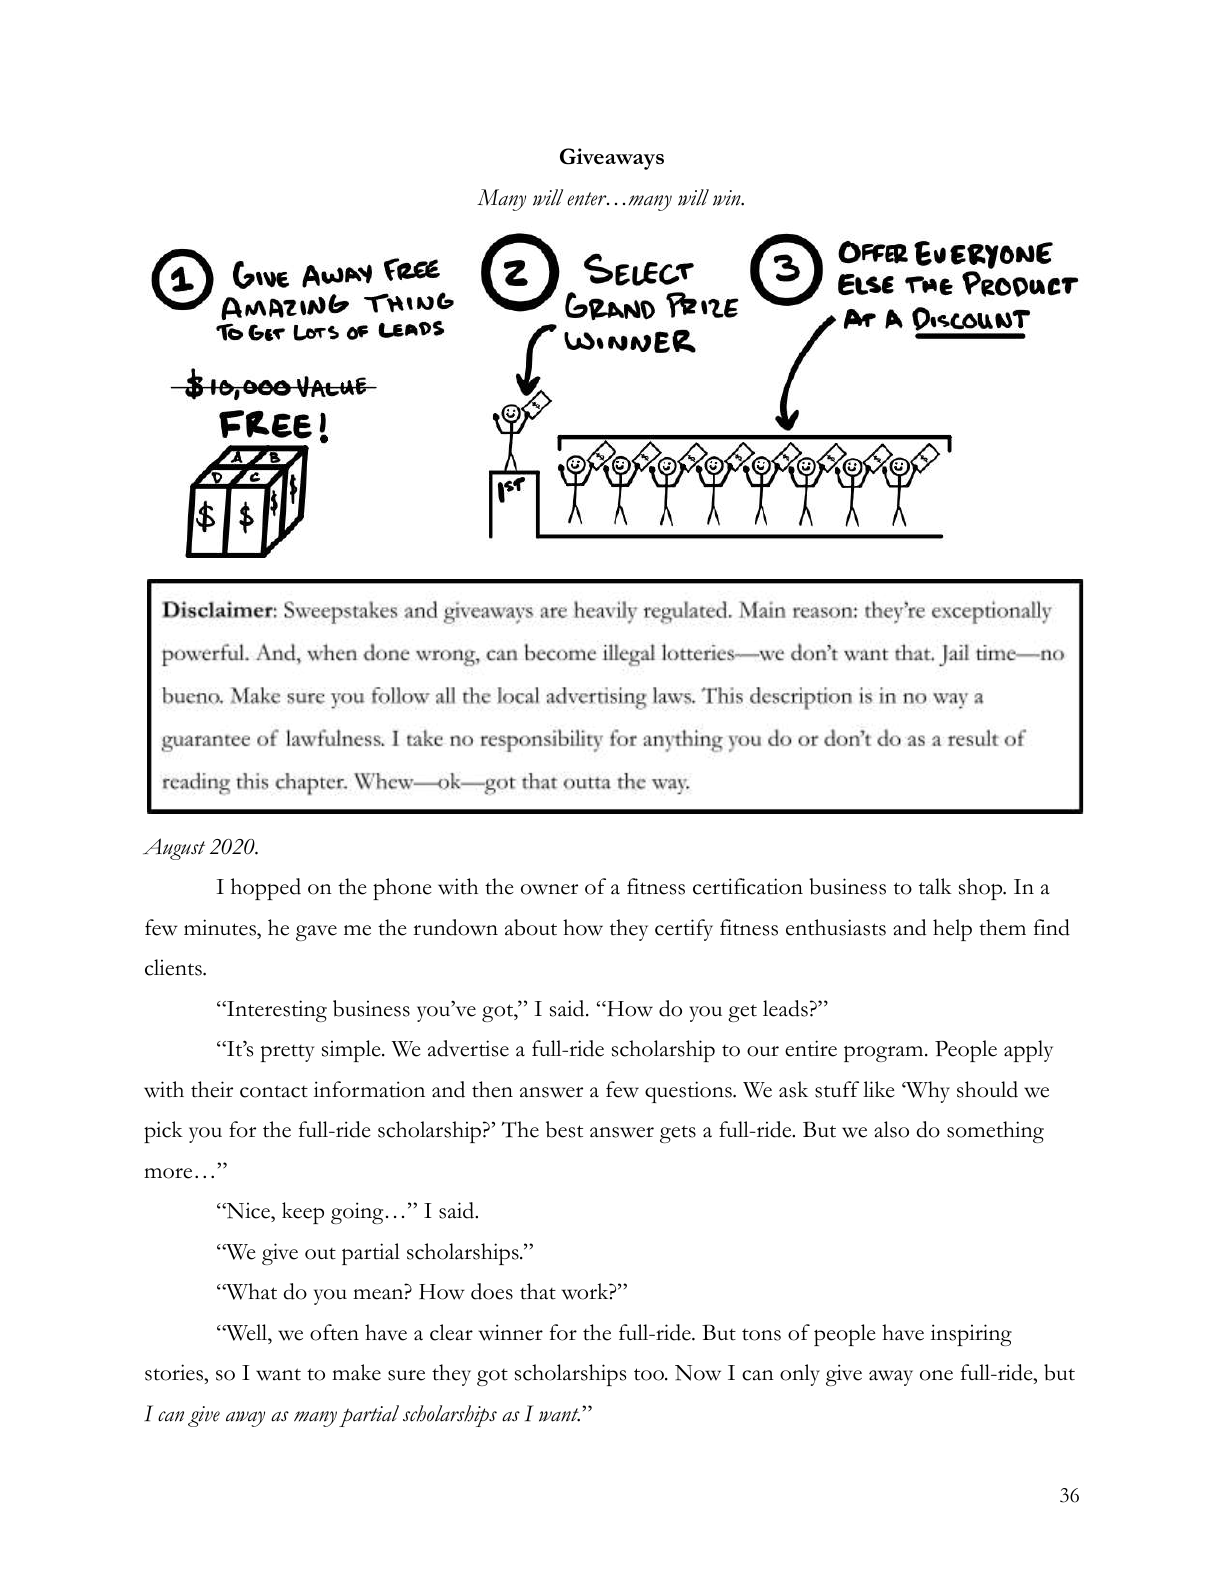 Giveaways
Many will enter…many will win.
1 GIVE AWAY FREE
AMAZING THING
TO GET LOTS OF LEADS
$10,000 VALUE
FREE!
A B
D C
$ $ $ $
2 SELECT
GRAND PRIZE
WINNER
1ST
3 OFFER EVERYONE
ELSE THE PRODUCT
AT A DISCOUNT
Disclaimer: Sweepstakes and giveaways are heavily regulated. Main reason: they’re exceptionally
powerful. And, when done wrong, can become illegal lotteries—we don’t want that. Jail time—no
bueno. Make sure you follow all the local advertising laws. This description is in no way a
guarantee of lawfulness. I take no responsibility for anything you do or don’t do as a result of
reading this chapter. Whew—ok—got that outta the way.
August 2020.
I hopped on the phone with the owner of a fitness certification business to talk shop. In a
few minutes, he gave me the rundown about how they certify fitness enthusiasts and help them find
clients.
“Interesting business you’ve got,” I said. “How do you get leads?”
“It’s pretty simple. We advertise a full-ride scholarship to our entire program. People apply
with their contact information and then answer a few questions. We ask stuff like ‘Why should we
pick you for the full-ride scholarship?’ The best answer gets a full-ride. But we also do something
more…”
“Nice, keep going…” I said.
“We give out partial scholarships.”
“What do you mean? How does that work?”
“Well, we often have a clear winner for the full-ride. But tons of people have inspiring
stories, so I want to make sure they got scholarships too. Now I can only give away one full-ride, but
I can give away as many partial scholarships as I want.”
36